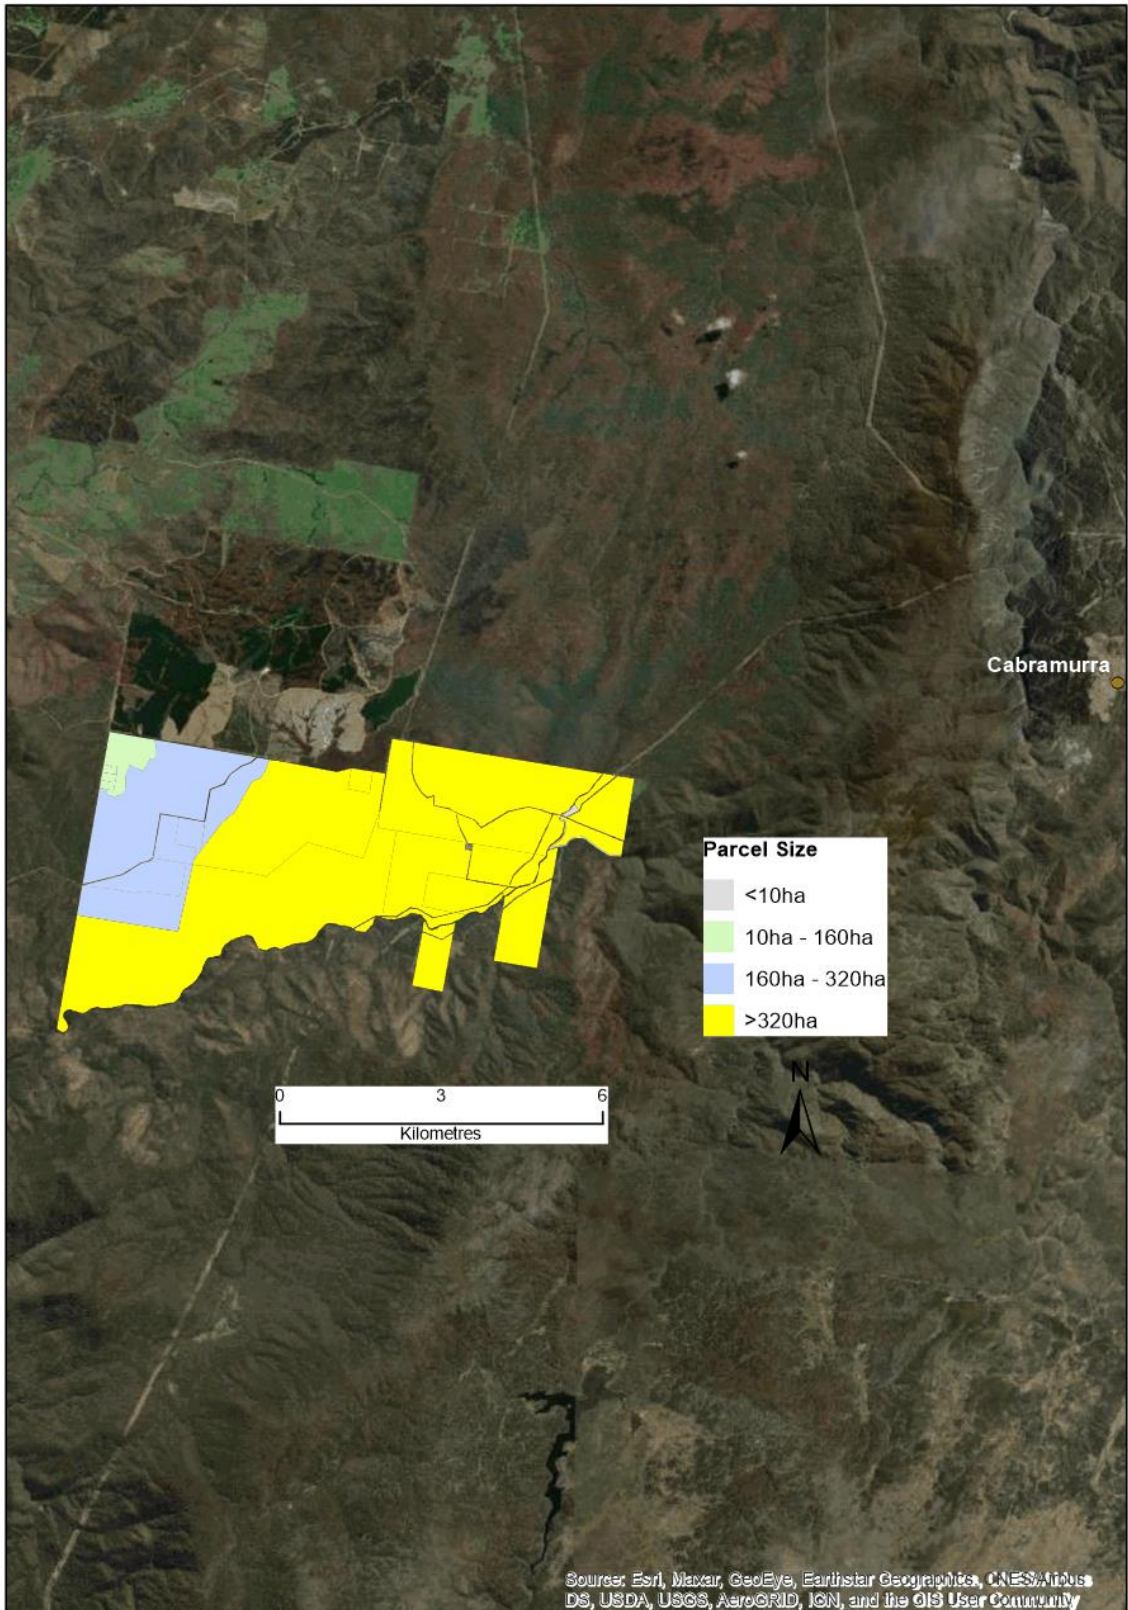 Cabramurra
Parcel Size
<10ha
10ha - 160ha
160ha - 320ha
>320ha
N
0 3 6
Kilometres
Source: Esri, Maxar, GeoEye, Earthstar Geographics, CNES/Airbus
DS, USDA, USGS, AeroGRID, IGN, and the GIS User Community